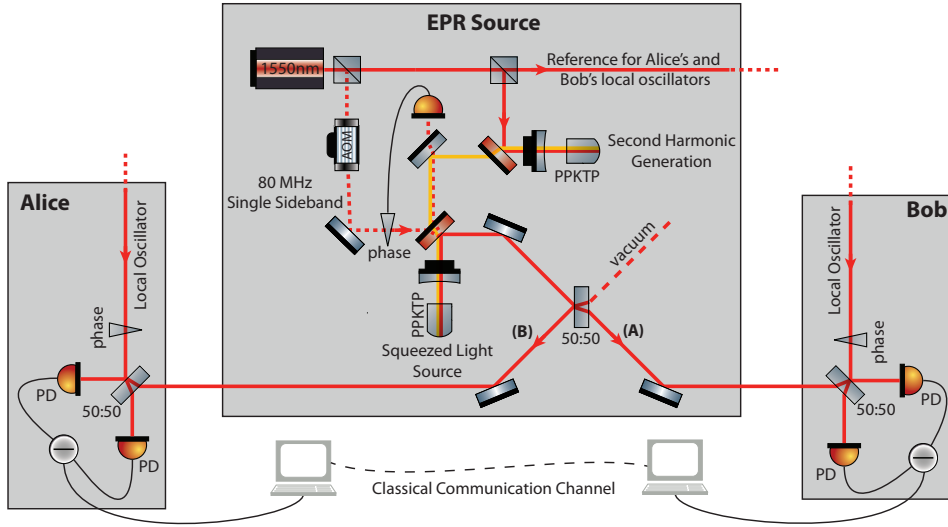 EPR Source
1550nm
Reference for Alice's and
Bob's local oscillators
AOM
Second Harmonic
Generation
PPKTP
80 MHz
Single Sideband
phase
vacuum
PPKTP
Squeezed Light
Source
50:50
(B)
(A)
Alice
Local Oscillator
phase
PD
50:50
PD
Bob
Local Oscillator
phase
PD
50:50
PD
Classical Communication Channel